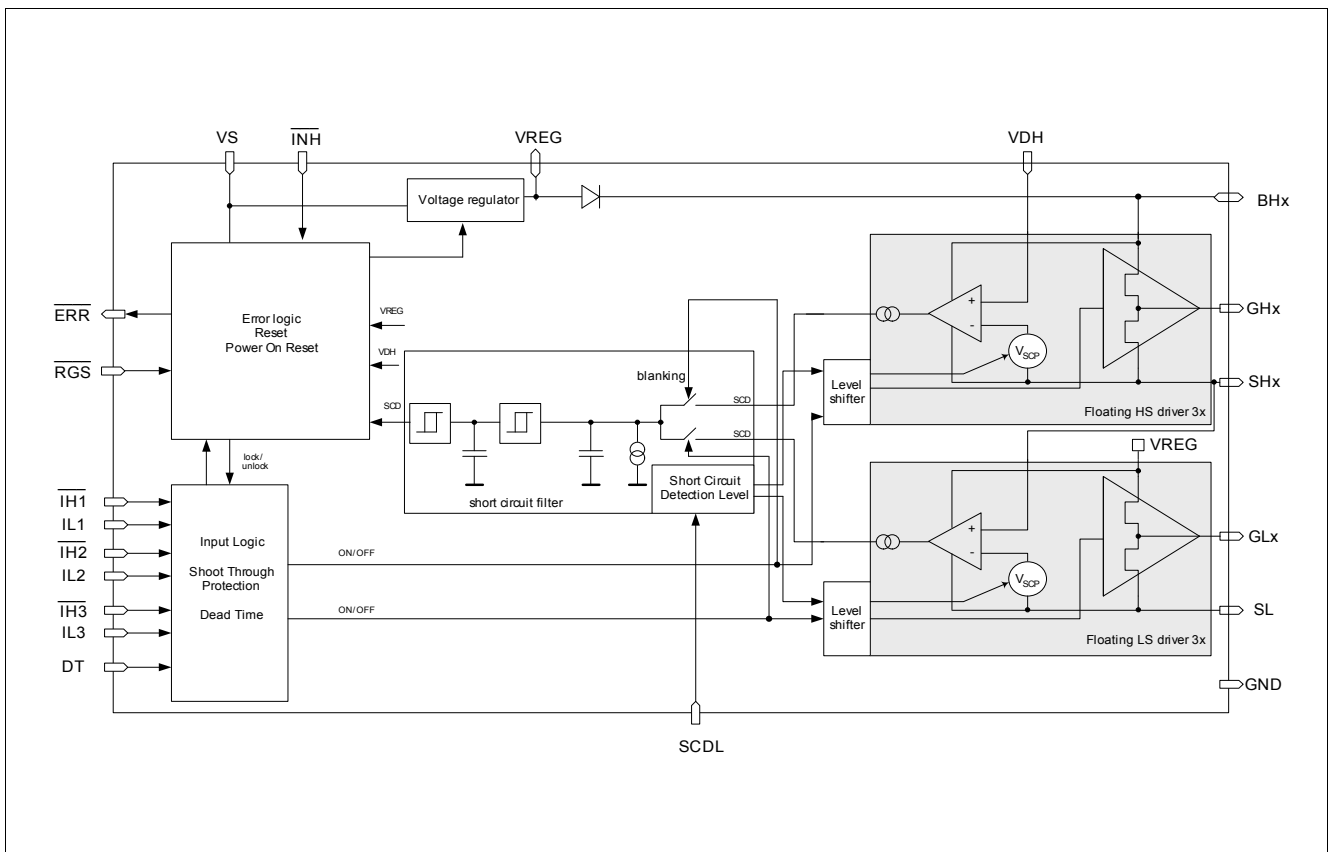 VS
INH
VREG
VDH
Voltage regulator
BHx
ERR
Error logic
Reset
Power On Reset
VREG
VDH
SCD
RGS
blanking
SCD
SCD
short circuit filter
Short Circuit
Detection Level
+
-
VSCP
Level
shifter
GHx
SHx
Floating HS driver 3x
VREG
lock/
unlock
IH1
IL1
IH2
IL2
IH3
IL3
DT
Input Logic
Shoot Through
Protection
Dead Time
ON/OFF
ON/OFF
+
-
VSCP
Level
shifter
GLx
SL
Floating LS driver 3x
GND
SCDL